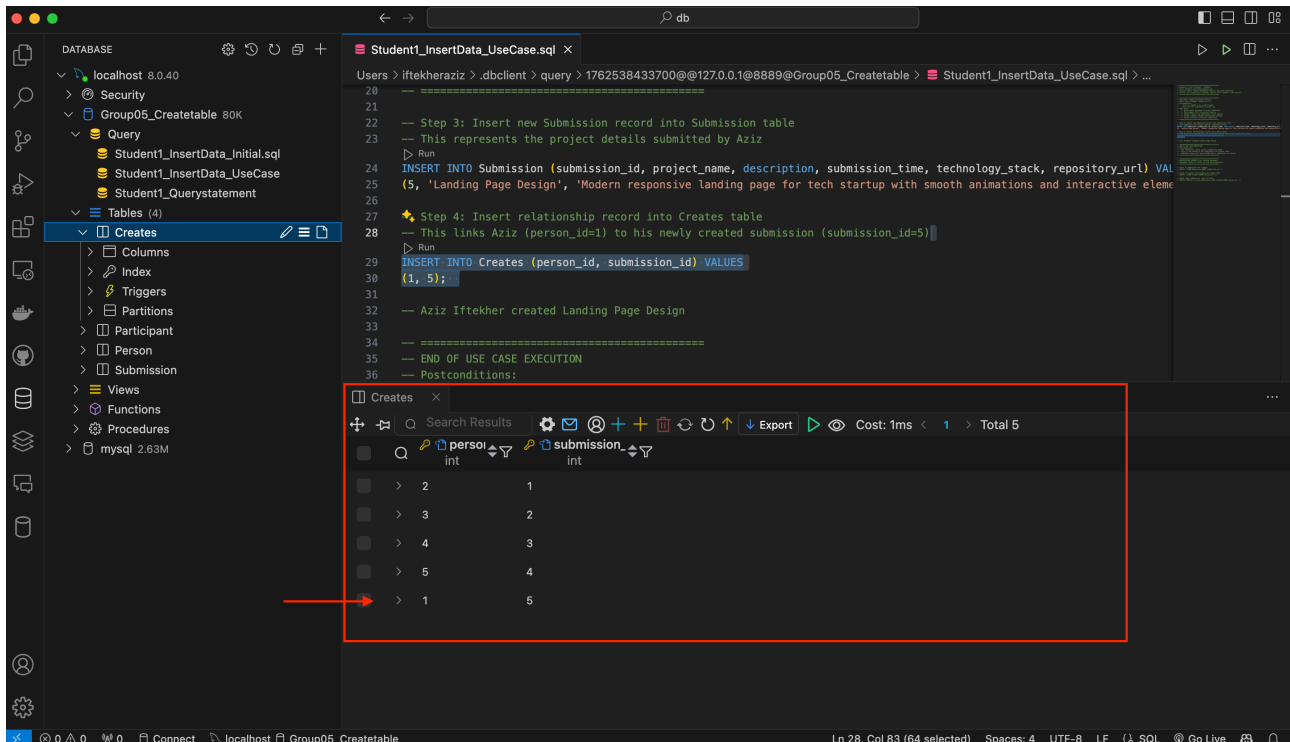 db
DATABASE
localhost 8.0.40
Security
Group05_Createtable 80K
Query
Student1_InsertData_Initial.sql
Student1_InsertData_UseCase
Student1_Querystatement
Tables (4)
Creates
Columns
Index
Triggers
Partitions
Participant
Person
Submission
Views
Functions
Procedures
mysql 2.63M
Student1_InsertData_UseCase.sql
Users > iftekheraziz > .dbclient > query > 1762538433700@@127.0.0.1@8889@Group05_Createtable > Student1_InsertData_UseCase.sql > ...
20 -- ============================================
21
22 -- Step 3: Insert new Submission record into Submission table
23 -- This represents the project details submitted by Aziz
Run
24 INSERT INTO Submission (submission_id, project_name, description, submission_time, technology_stack, repository_url) VAL
25 (5, 'Landing Page Design', 'Modern responsive landing page for tech startup with smooth animations and interactive eleme
26
27 Step 4: Insert relationship record into Creates table
28 -- This links Aziz (person_id=1) to his newly created submission (submission_id=5)
Run
29 INSERT INTO Creates (person_id, submission_id) VALUES
30 (1, 5);
31
32 -- Aziz Iftekher created Landing Page Design
33
34 -- ============================================
35 -- END OF USE CASE EXECUTION
36 -- Postconditions:
Creates
Search Results
Export
Cost: 1ms < 1 > Total 5
person submission_
int int
2 1
3 2
4 3
5 4
1 5
0 0 0 Connect localhost Group05_Createtable
Ln 28, Col 83 (64 selected) Spaces: 4 UTF-8 LF SQL Go Live